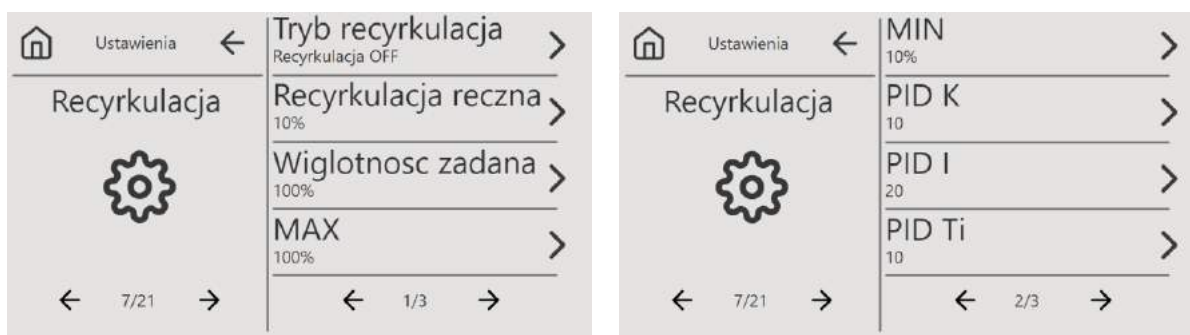 Ustawienia
Recyrkulacja
7/21
Tryb recyrkulacja
Recyrkulacja OFF
Recyrkulacja reczna
10%
Wiglotnosc zadana
100%
MAX
100%
1/3
Ustawienia
Recyrkulacja
7/21
MIN
10%
PID K
10
PID I
20
PID Ti
10
2/3